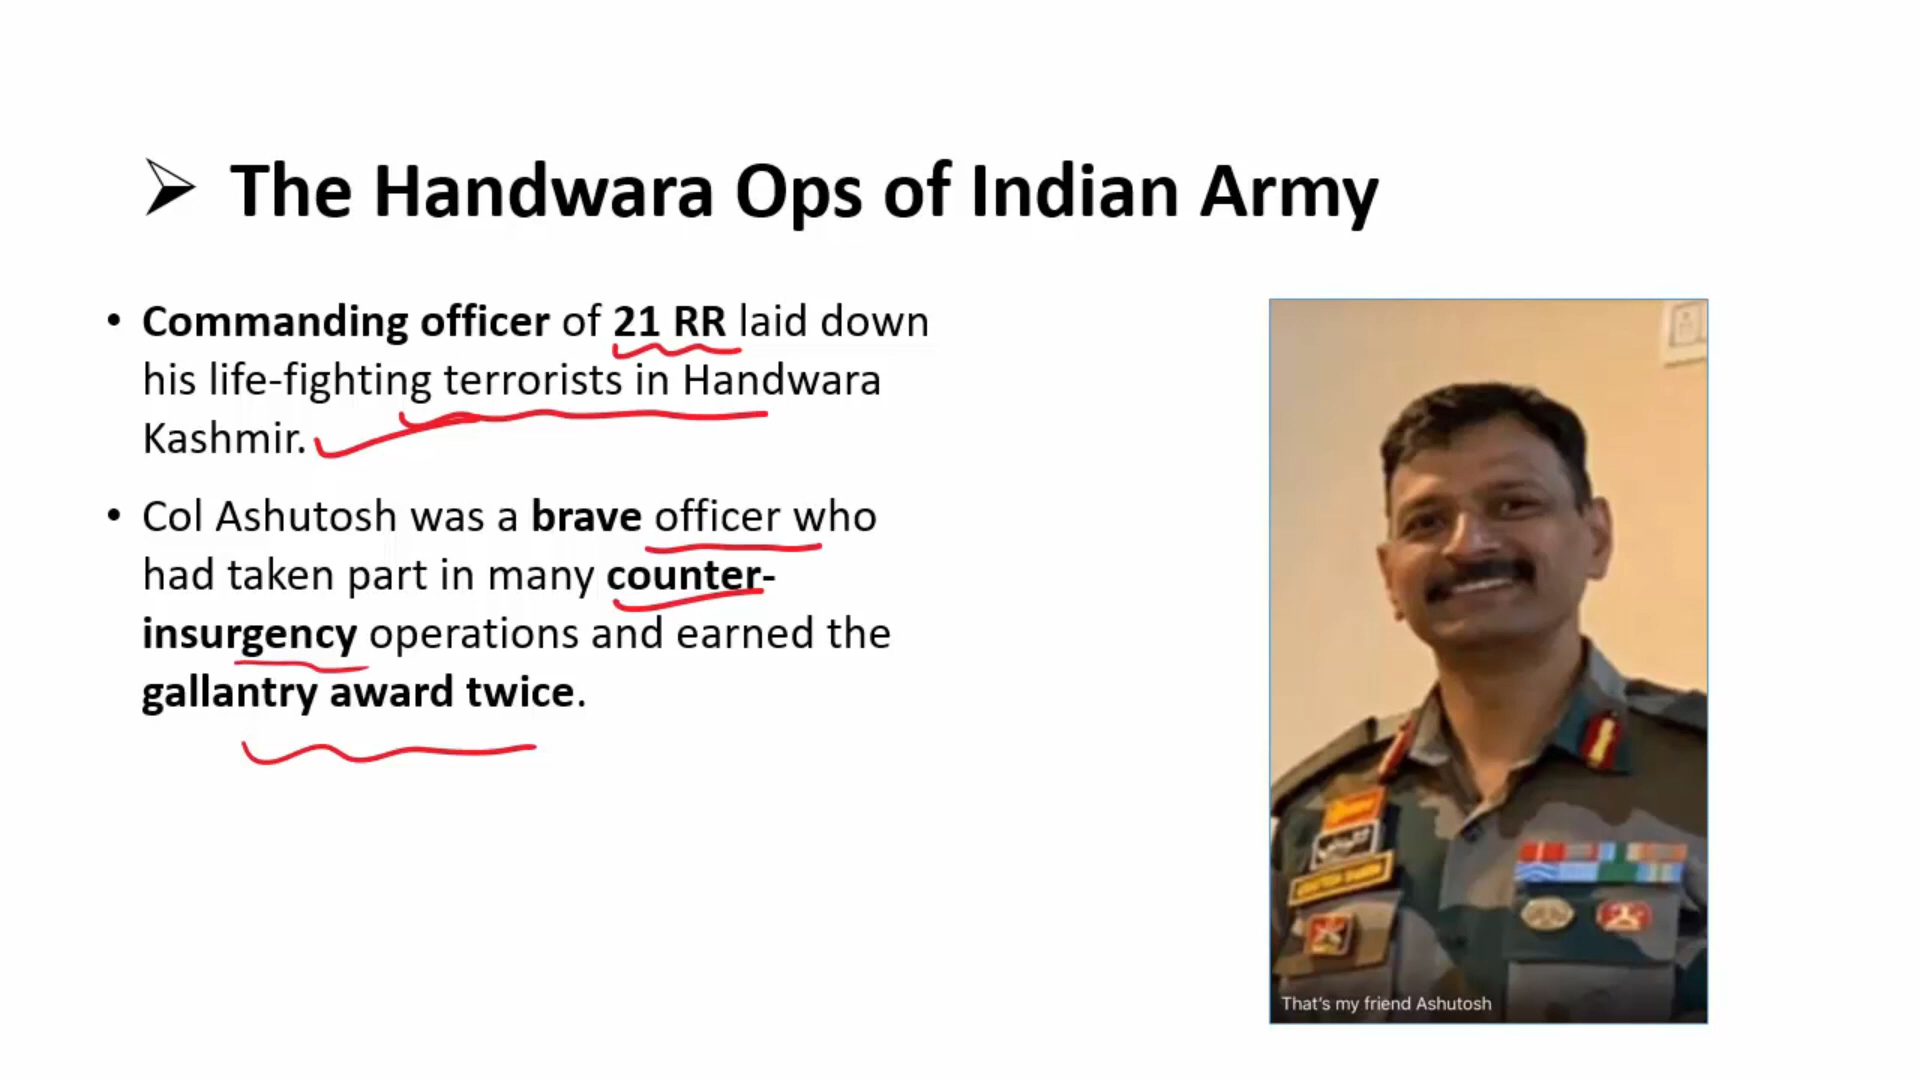 The Handwara Ops of Indian Army
• Commanding officer of 21 RR laid down
his life-fighting terrorists in Handwara
Kashmir.
• Col Ashutosh was a brave officer who
had taken part in many counter-
insurgency operations and earned the
gallantry award twice.
That's my friend Ashutosh